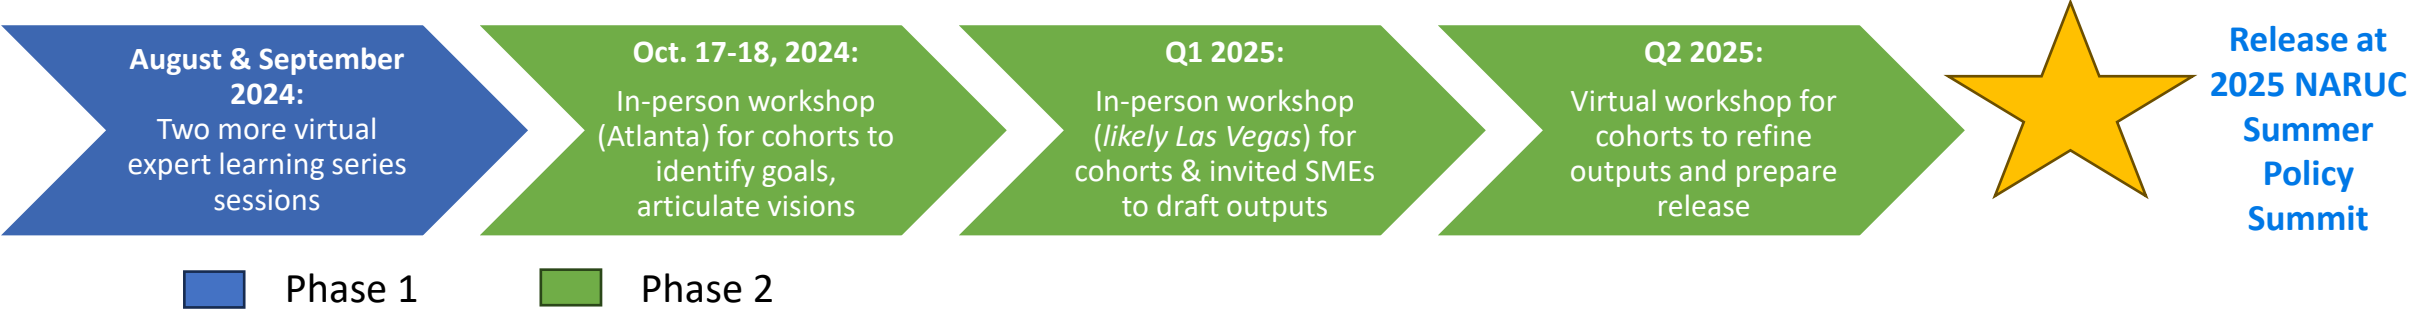 August & September
2024:
Two more virtual
expert learning series
sessions
Oct. 17-18, 2024:
In-person workshop
(Atlanta) for cohorts to
identify goals,
articulate visions
Q1 2025:
In-person workshop
(likely Las Vegas) for
cohorts & invited SMEs
to draft outputs
Q2 2025:
Virtual workshop for
cohorts to refine
outputs and prepare
release
Release at
2025 NARUC
Summer
Policy
Summit
Phase 1
Phase 2